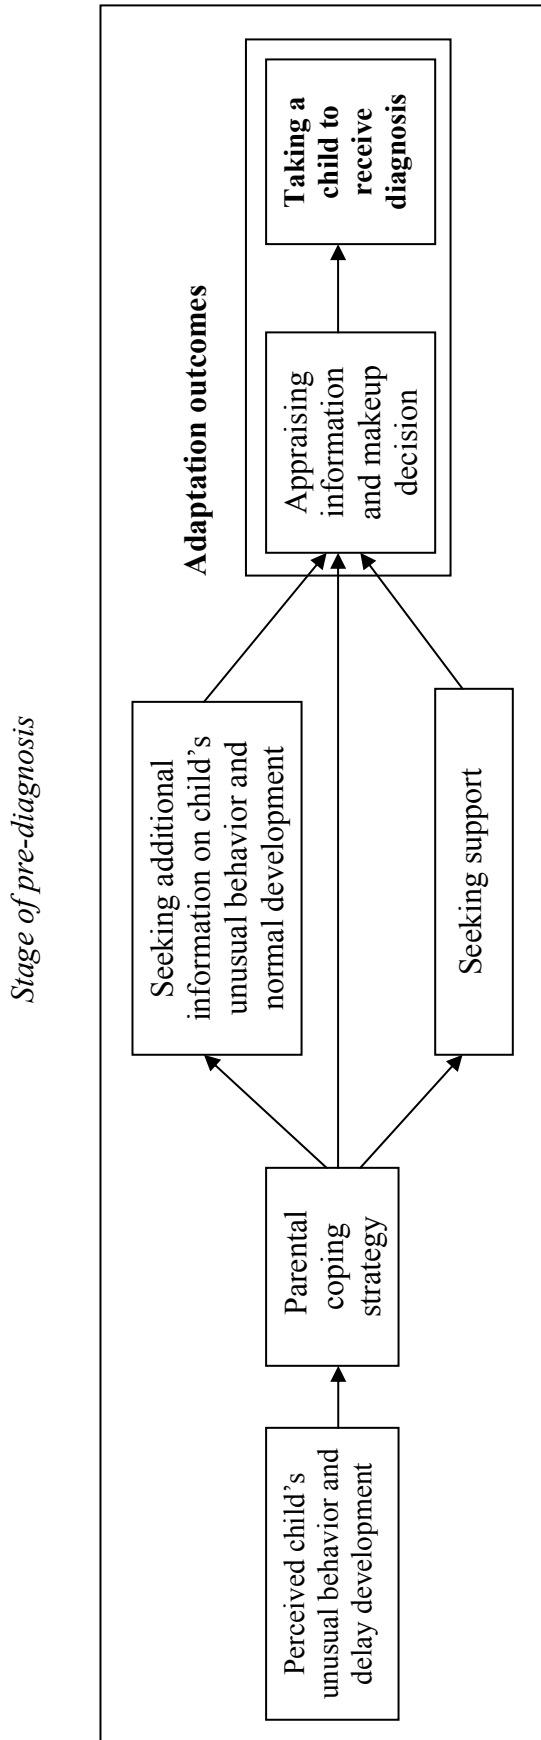 Stage of pre-diagnosis
Perceived child’s
unusual behavior and
delay development
Parental
coping
strategy
Seeking additional
information on child’s
unusual behavior and
normal development
Seeking support
Adaptation outcomes
Appraising
information
and makeup
decision
Taking a
child to
receive
diagnosis